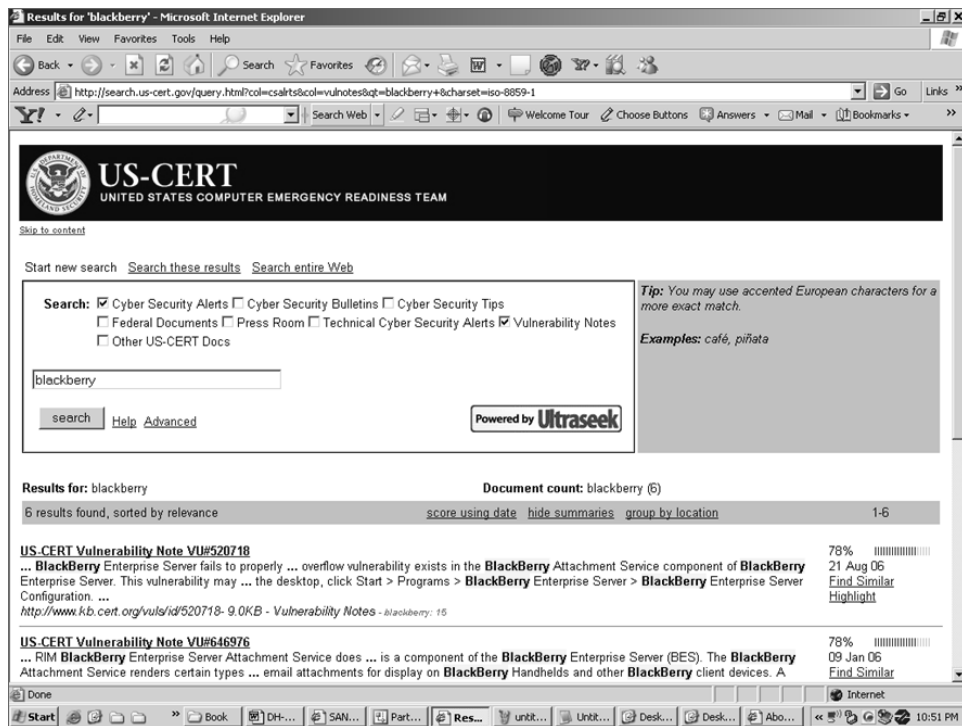 Results for 'blackberry' - Microsoft Internet Explorer
File Edit View Favorites Tools Help
Back Search Favorites
Address http://search.us-cert.gov/query.html?col=csalrts&col=vulnotes&qt=blackberry+&charset=iso-8859-1 Go Links »
Y! Search Web Welcome Tour Choose Buttons Answers Mail Bookmarks »
U.S. DEPARTMENT OF HOMELAND SECURITY
US-CERT
UNITED STATES COMPUTER EMERGENCY READINESS TEAM
Skip to content
Start new search Search these results Search entire Web
Search: Cyber Security Alerts Cyber Security Bulletins Cyber Security Tips
Federal Documents Press Room Technical Cyber Security Alerts Vulnerability Notes
Other US-CERT Docs
Tip: You may use accented European characters for a
more exact match.
Examples: café, piñata
blackberry
search Help Advanced Powered by Ultraseek
Results for: blackberry Document count: blackberry (6)
6 results found, sorted by relevance score using date hide summaries group by location 1-6
US-CERT Vulnerability Note VU#520718 78%
... BlackBerry Enterprise Server fails to properly ... overflow vulnerability exists in the BlackBerry Attachment Service component of BlackBerry 21 Aug 06
Enterprise Server. This vulnerability may ... the desktop, click Start > Programs > BlackBerry Enterprise Server > BlackBerry Enterprise Server Find Similar
Configuration. ... Highlight
http://www.kb.cert.org/vuls/id/520718- 9.0KB - Vulnerability Notes - blackberry: 15
US-CERT Vulnerability Note VU#646976 78%
... RIM BlackBerry Enterprise Server Attachment Service does ... is a component of the BlackBerry Enterprise Server (BES). The BlackBerry 09 Jan 06
Attachment Service renders certain types ... email attachments for display on BlackBerry Handhelds and other BlackBerry client devices. A Find Similar
Done Internet
Start » Book DH-... SAN... Part... Res... untit... Untit... Desk... Desk... Abo... « 10:51 PM